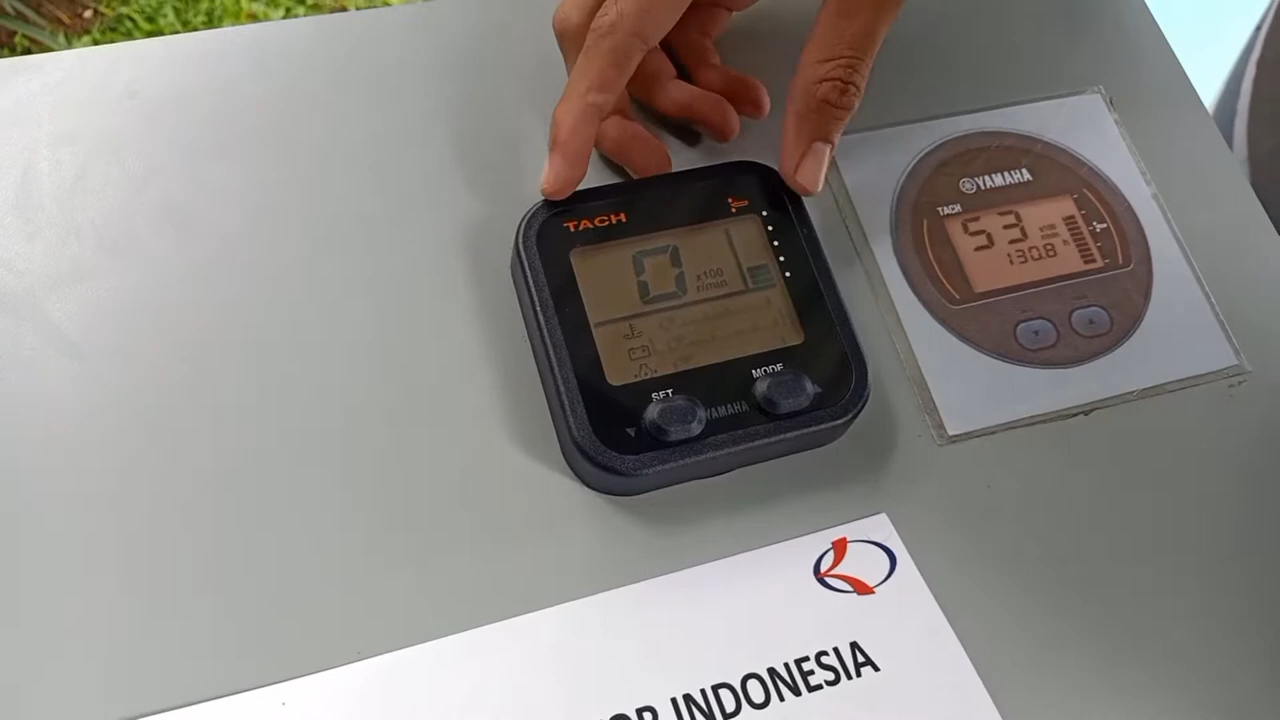 TACH
0
x100
r/min
SET
MODE
YAMAHA
YAMAHA
TACH
53
130.8
INDONESIA